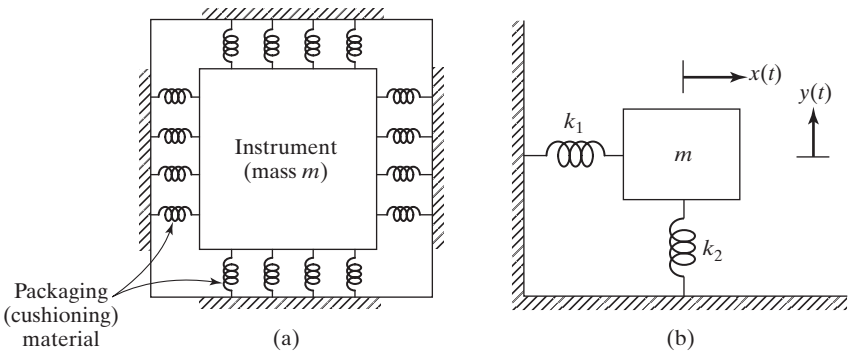 Instrument
(mass m)
Packaging
(cushioning)
material
(a)
x(t)
y(t)
k1
m
k2
(b)